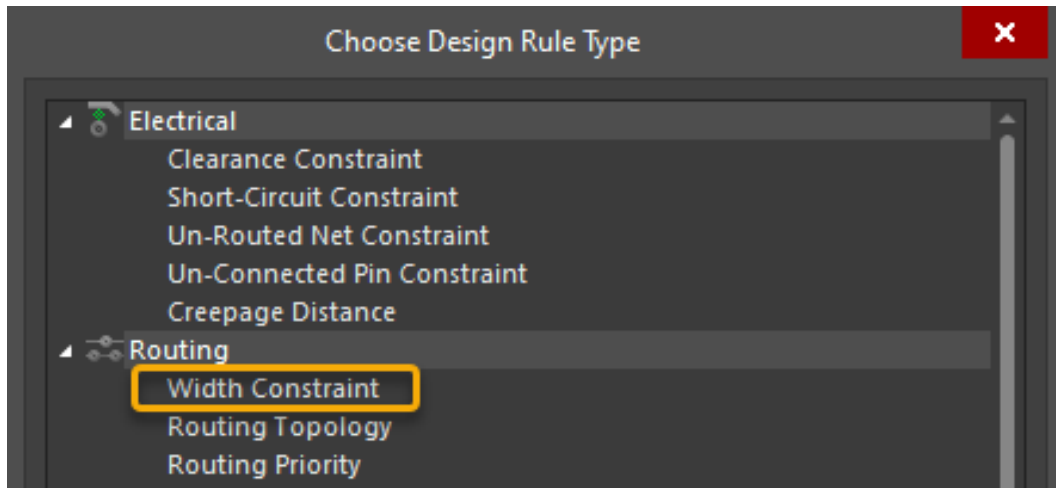 Choose Design Rule Type
Electrical
Clearance Constraint
Short-Circuit Constraint
Un-Routed Net Constraint
Un-Connected Pin Constraint
Creepage Distance
Routing
Width Constraint
Routing Topology
Routing Priority